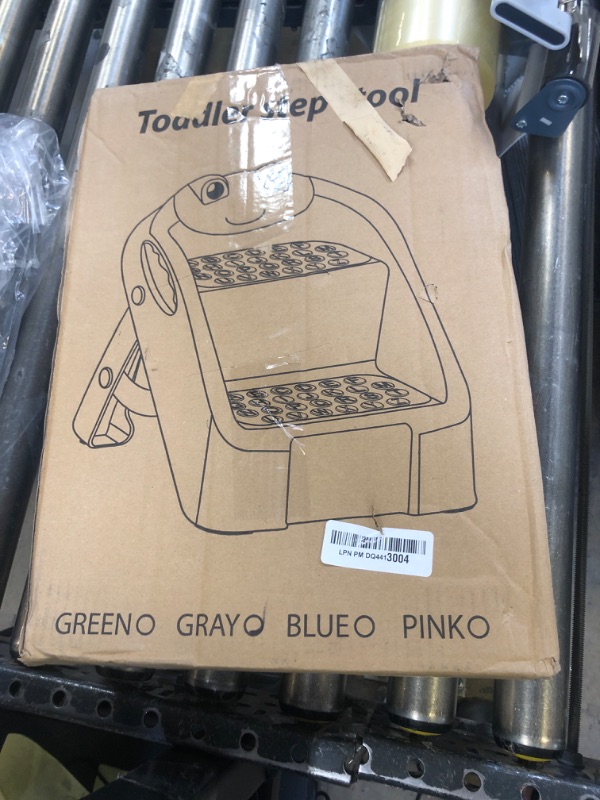 Toddler step stool
LPN PM DQ4413004
GREEN GRAY BLUE PINK